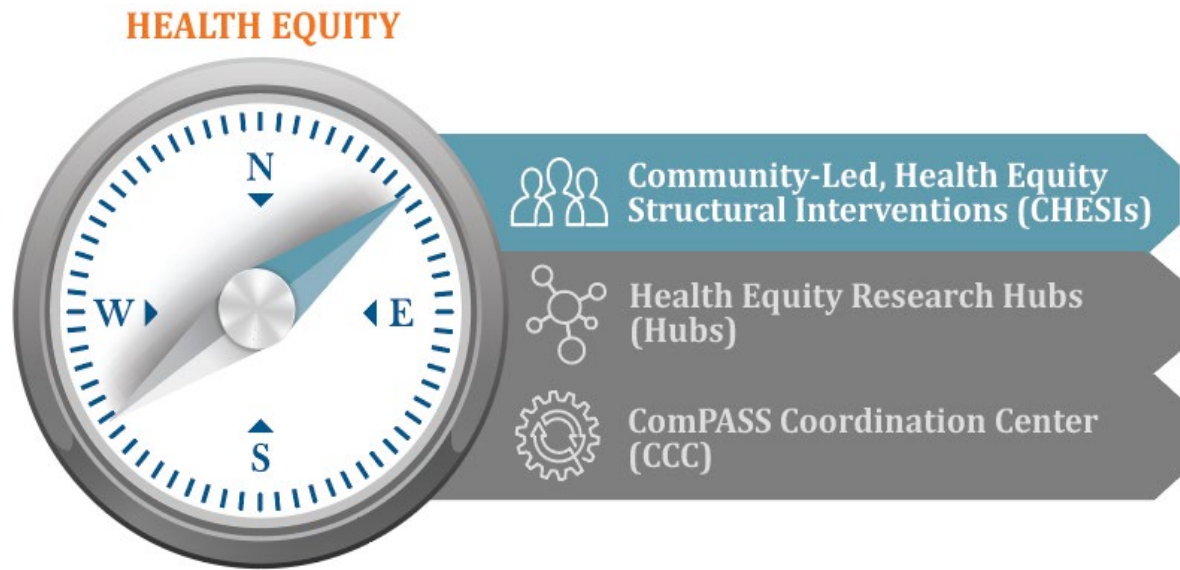 HEALTH EQUITY
N
W
E
S
Community-Led, Health Equity
Structural Interventions (CHESIs)
Health Equity Research Hubs
(Hubs)
ComPASS Coordination Center
(CCC)